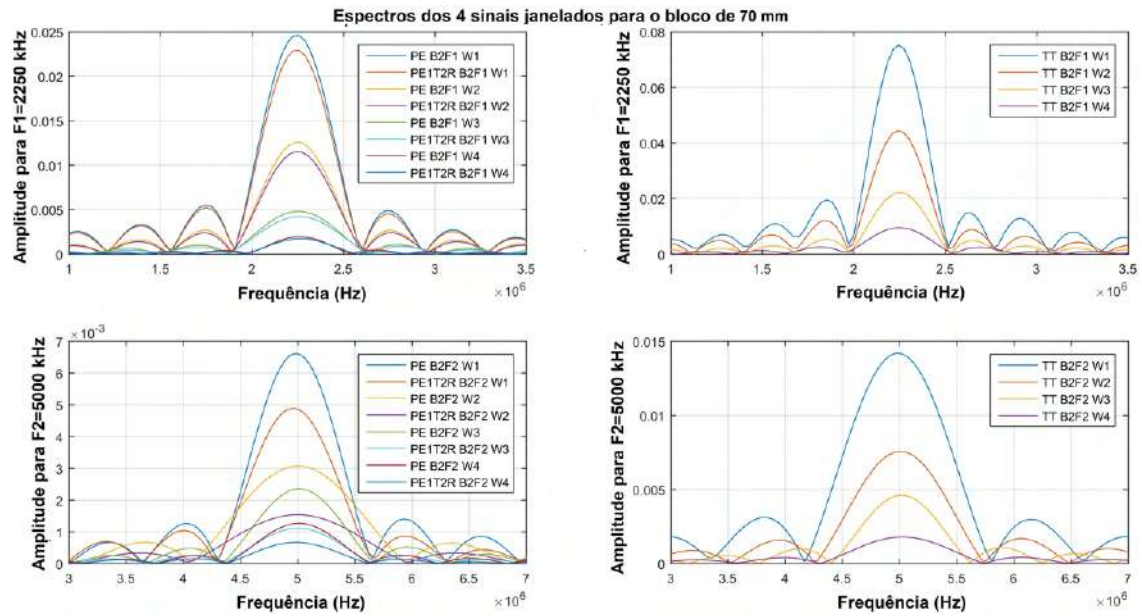 Espectros dos 4 sinais janelados para o bloco de 70 mm
Amplitude para F1=2250 kHz
0.025
0.02
0.015
0.01
0.005
0
1
1.5
2
2.5
3
3.5
×10⁶
Frequência (Hz)
PE B2F1 W1
PE1T2R B2F1 W1
PE B2F1 W2
PE1T2R B2F1 W2
PE B2F1 W3
PE1T2R B2F1 W3
PE B2F1 W4
PE1T2R B2F1 W4
Amplitude para F1=2250 kHz
0.08
0.06
0.04
0.02
0
1
1.5
2
2.5
3
3.5
×10⁶
Frequência (Hz)
TT B2F1 W1
TT B2F1 W2
TT B2F1 W3
TT B2F1 W4
Amplitude para F2=5000 kHz
×10⁻³
7
6
5
4
3
2
1
0
3
3.5
4
4.5
5
5.5
6
6.5
7
×10⁶
Frequência (Hz)
PE B2F2 W1
PE1T2R B2F2 W1
PE B2F2 W2
PE1T2R B2F2 W2
PE B2F2 W3
PE1T2R B2F2 W3
PE B2F2 W4
PE1T2R B2F2 W4
Amplitude para F2=5000 kHz
0.015
0.01
0.005
0
3
3.5
4
4.5
5
5.5
6
6.5
7
×10⁶
Frequência (Hz)
TT B2F2 W1
TT B2F2 W2
TT B2F2 W3
TT B2F2 W4